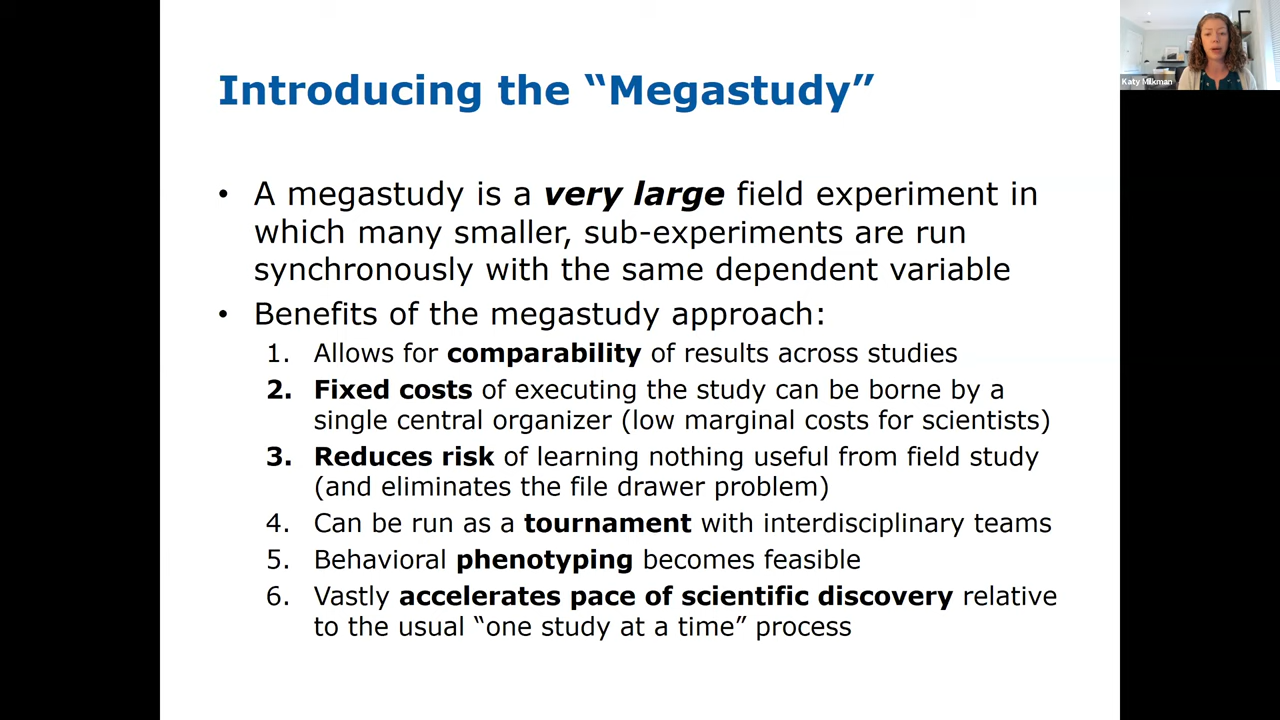 Introducing the “Megastudy”
• A megastudy is a very large field experiment in
which many smaller, sub-experiments are run
synchronously with the same dependent variable
• Benefits of the megastudy approach:
1. Allows for comparability of results across studies
2. Fixed costs of executing the study can be borne by a
single central organizer (low marginal costs for scientists)
3. Reduces risk of learning nothing useful from field study
(and eliminates the file drawer problem)
4. Can be run as a tournament with interdisciplinary teams
5. Behavioral phenotyping becomes feasible
6. Vastly accelerates pace of scientific discovery relative
to the usual “one study at a time” process
Katy Milkman